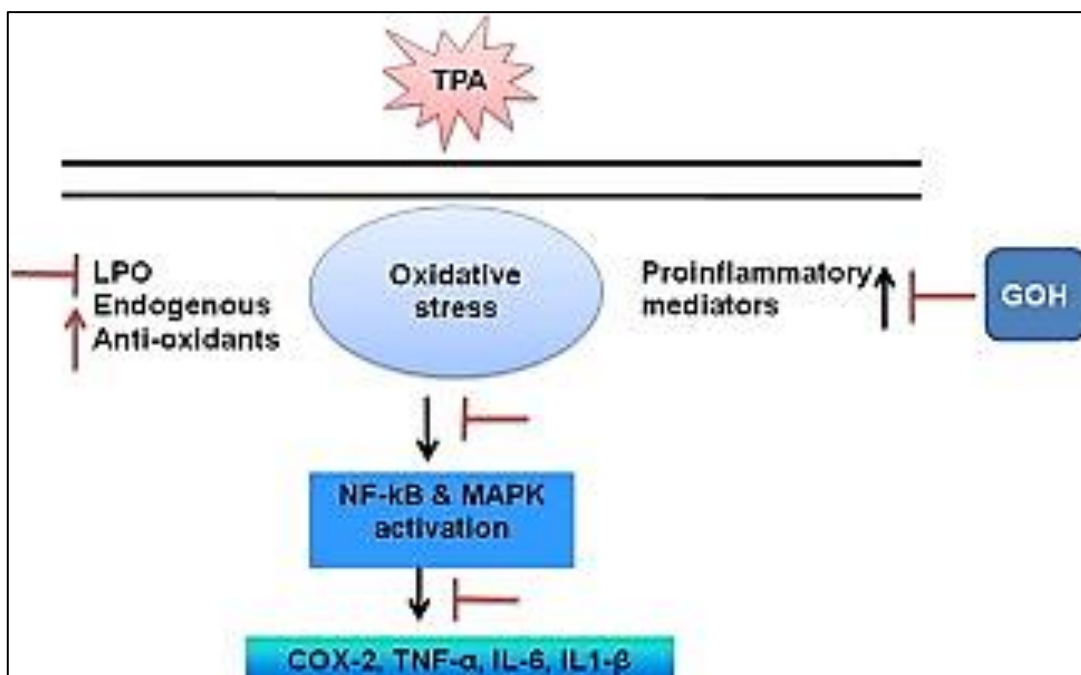 TPA
LPO
Endogenous
Anti-oxidants
Oxidative
stress
Proinflammatory
mediators
GOH
NF-kB & MAPK
activation
COX-2, TNF-α, IL-6, IL1-β